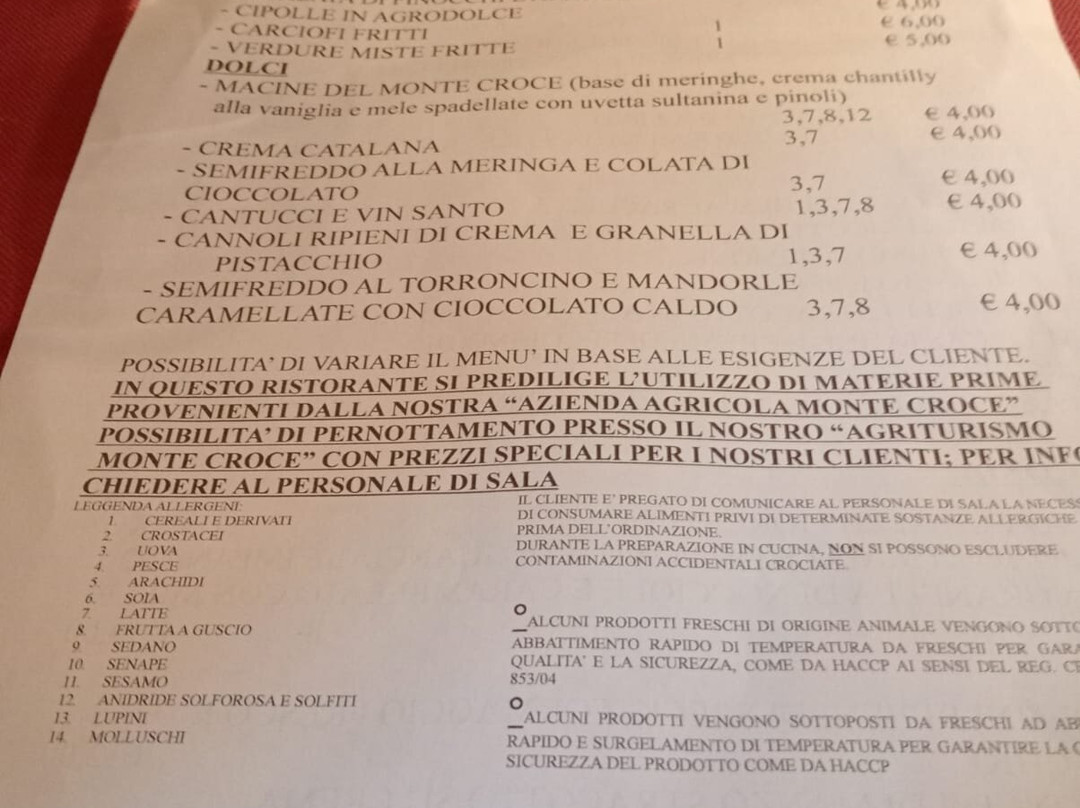 € 4,00
- CIPOLLE IN AGRODOLCE
- CARCIOFI FRITTI 1 € 6,00
- VERDURE MISTE FRITTE 1 € 5,00
DOLCI
- MACINE DEL MONTE CROCE (base di meringhe, crema chantilly
alla vaniglia e mele spadellate con uvetta sultanina e pinoli)
3,7,8,12 € 4,00
- CREMA CATALANA 3,7 € 4,00
- SEMIFREDDO ALLA MERINGA E COLATA DI
CIOCCOLATO 3,7 € 4,00
- CANTUCCI E VIN SANTO 1,3,7,8 € 4,00
- CANNOLI RIPIENI DI CREMA E GRANELLA DI
PISTACCHIO 1,3,7 € 4,00
- SEMIFREDDO AL TORRONCINO E MANDORLE
CARAMELLATE CON CIOCCOLATO CALDO 3,7,8 € 4,00
POSSIBILITA' DI VARIARE IL MENU' IN BASE ALLE ESIGENZE DEL CLIENTE.
IN QUESTO RISTORANTE SI PREDILIGE L'UTILIZZO DI MATERIE PRIME
PROVENIENTI DALLA NOSTRA “AZIENDA AGRICOLA MONTE CROCE”
POSSIBILITA' DI PERNOTTAMENTO PRESSO IL NOSTRO “AGRITURISMO
MONTE CROCE” CON PREZZI SPECIALI PER I NOSTRI CLIENTI; PER INFO
CHIEDERE AL PERSONALE DI SALA
LEGGENDA ALLERGENI:
1. CEREALI E DERIVATI
2. CROSTACEI
3. UOVA
4. PESCE
5. ARACHIDI
6. SOIA
7. LATTE
8. FRUTTA A GUSCIO
9. SEDANO
10. SENAPE
11. SESAMO
12. ANIDRIDE SOLFOROSA E SOLFITI
13. LUPINI
14. MOLLUSCHI
IL CLIENTE E' PREGATO DI COMUNICARE AL PERSONALE DI SALA LA NECESS
DI CONSUMARE ALIMENTI PRIVI DI DETERMINATE SOSTANZE ALLERGICHE
PRIMA DELL'ORDINAZIONE.
DURANTE LA PREPARAZIONE IN CUCINA, NON SI POSSONO ESCLUDERE
CONTAMINAZIONI ACCIDENTALI CROCIATE.
ALCUNI PRODOTTI FRESCHI DI ORIGINE ANIMALE VENGONO SOTTO
ABBATTIMENTO RAPIDO DI TEMPERATURA DA FRESCHI PER GARA
QUALITA' E LA SICUREZZA, COME DA HACCP AI SENSI DEL REG. CE
853/04
ALCUNI PRODOTTI VENGONO SOTTOPOSTI DA FRESCHI AD AB
RAPIDO E SURGELAMENTO DI TEMPERATURA PER GARANTIRE LA
SICUREZZA DEL PRODOTTO COME DA HACCP